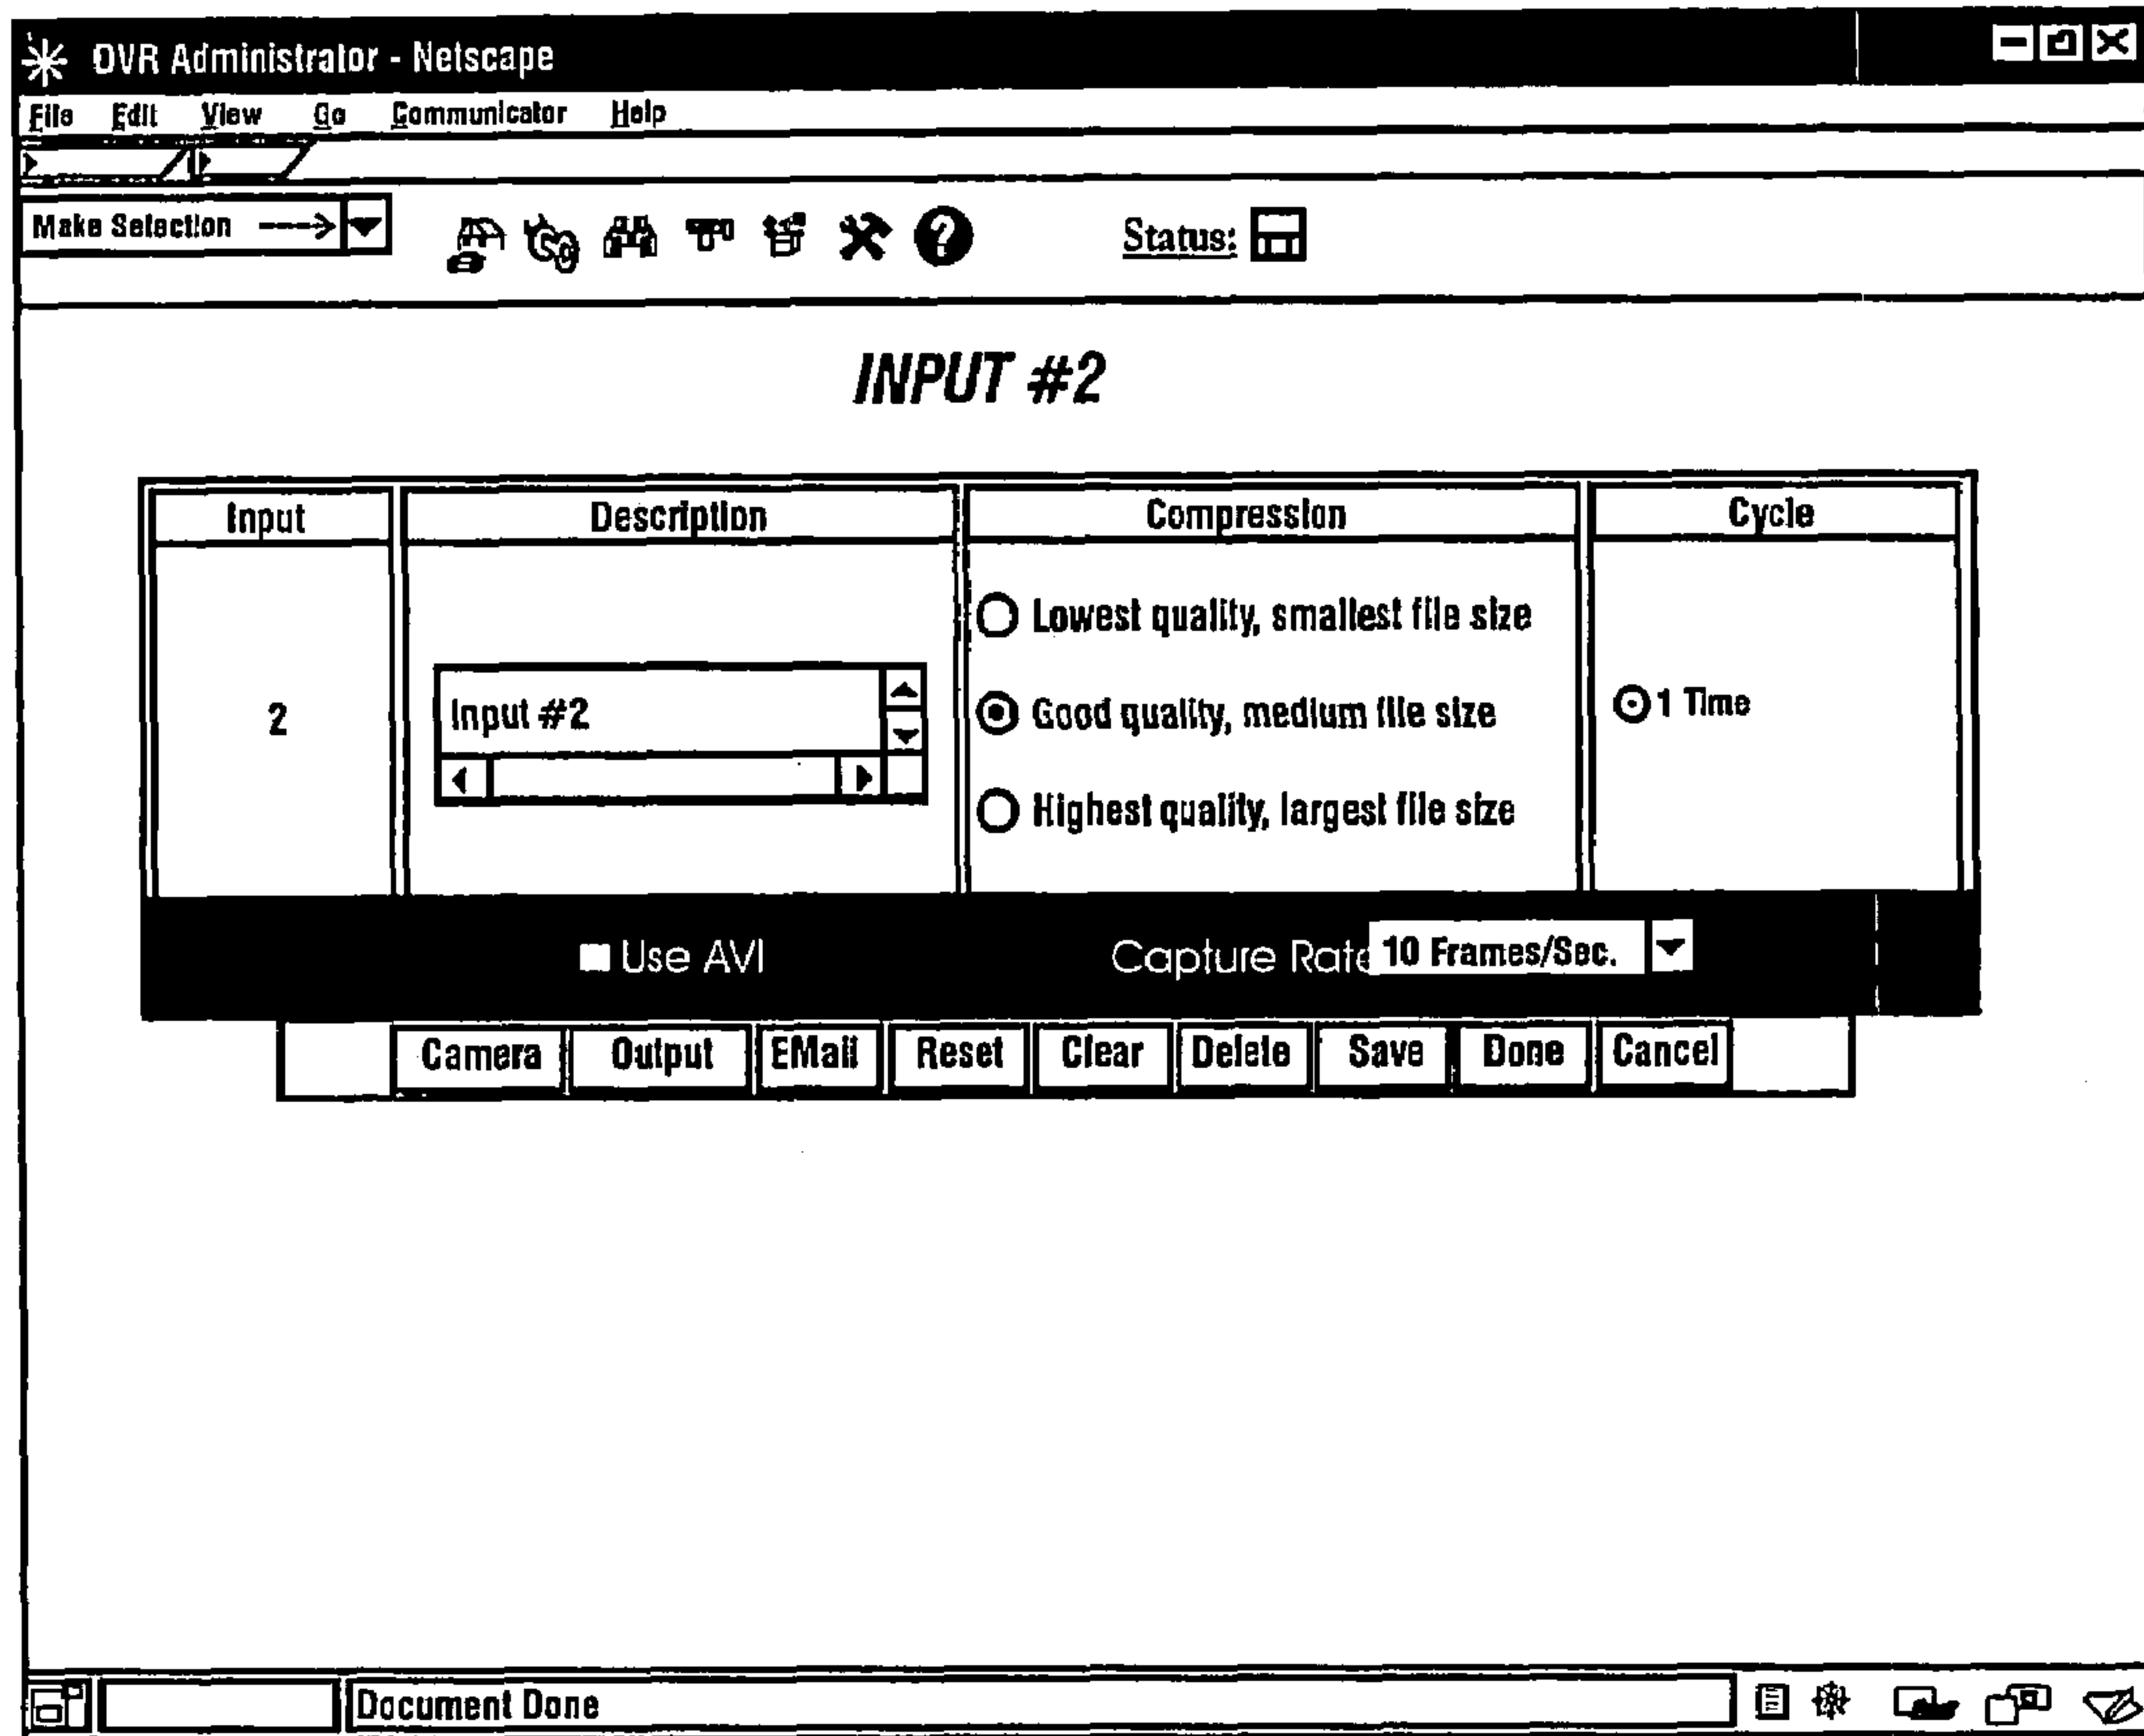 DVR Administrator - Netscape
File Edit View Go Communicator Help
Make Selection ---> Status:
INPUT #2
Input Description Compression Cycle
Lowest quality, smallest file size
2 Input #2 Good quality, medium file size 1 Time
Highest quality, largest file size
Use AVI Capture Rate 10 Frames/Sec.
Camera Output EMail Reset Clear Delete Save Done Cancel
Document Done